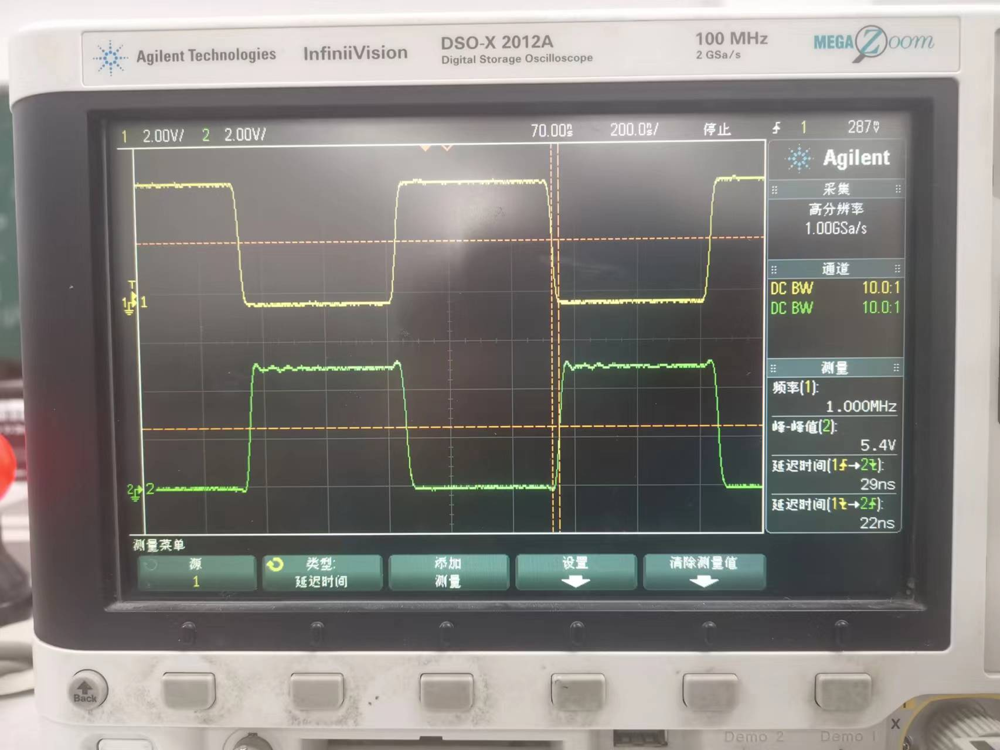 Agilent Technologies InfiniiVision DSO-X 2012A 100 MHz MEGA Zoom
Digital Storage Oscilloscope 2 GSa/s
1 2.00V/ 2 2.00V/ 70.00ns 200.0ns/ 停止 1 287mV
Agilent
采集
高分辨率
1.00GSa/s
通道
DC BW 10.0:1
DC BW 10.0:1
T
1 1
测量
频率(1):
1.000MHz
峰-峰值(2):
5.4V
延迟时间(1→2):
29ns
延迟时间(1→2):
22ns
2 2
测量菜单
源 类型: 添加 设置 清除测量值
1 延迟时间 测量
Back
X
Demo 2 Demo 1